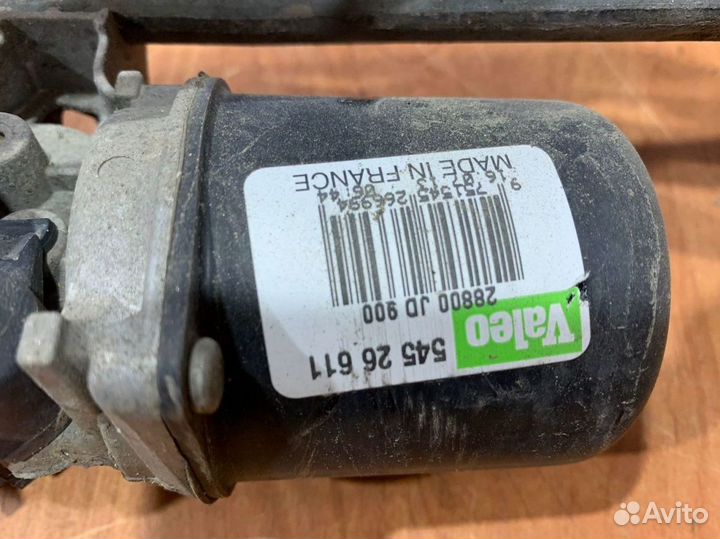 Valeo 545 26 611
28800 JD 900
MADE IN FRANCE
Avito